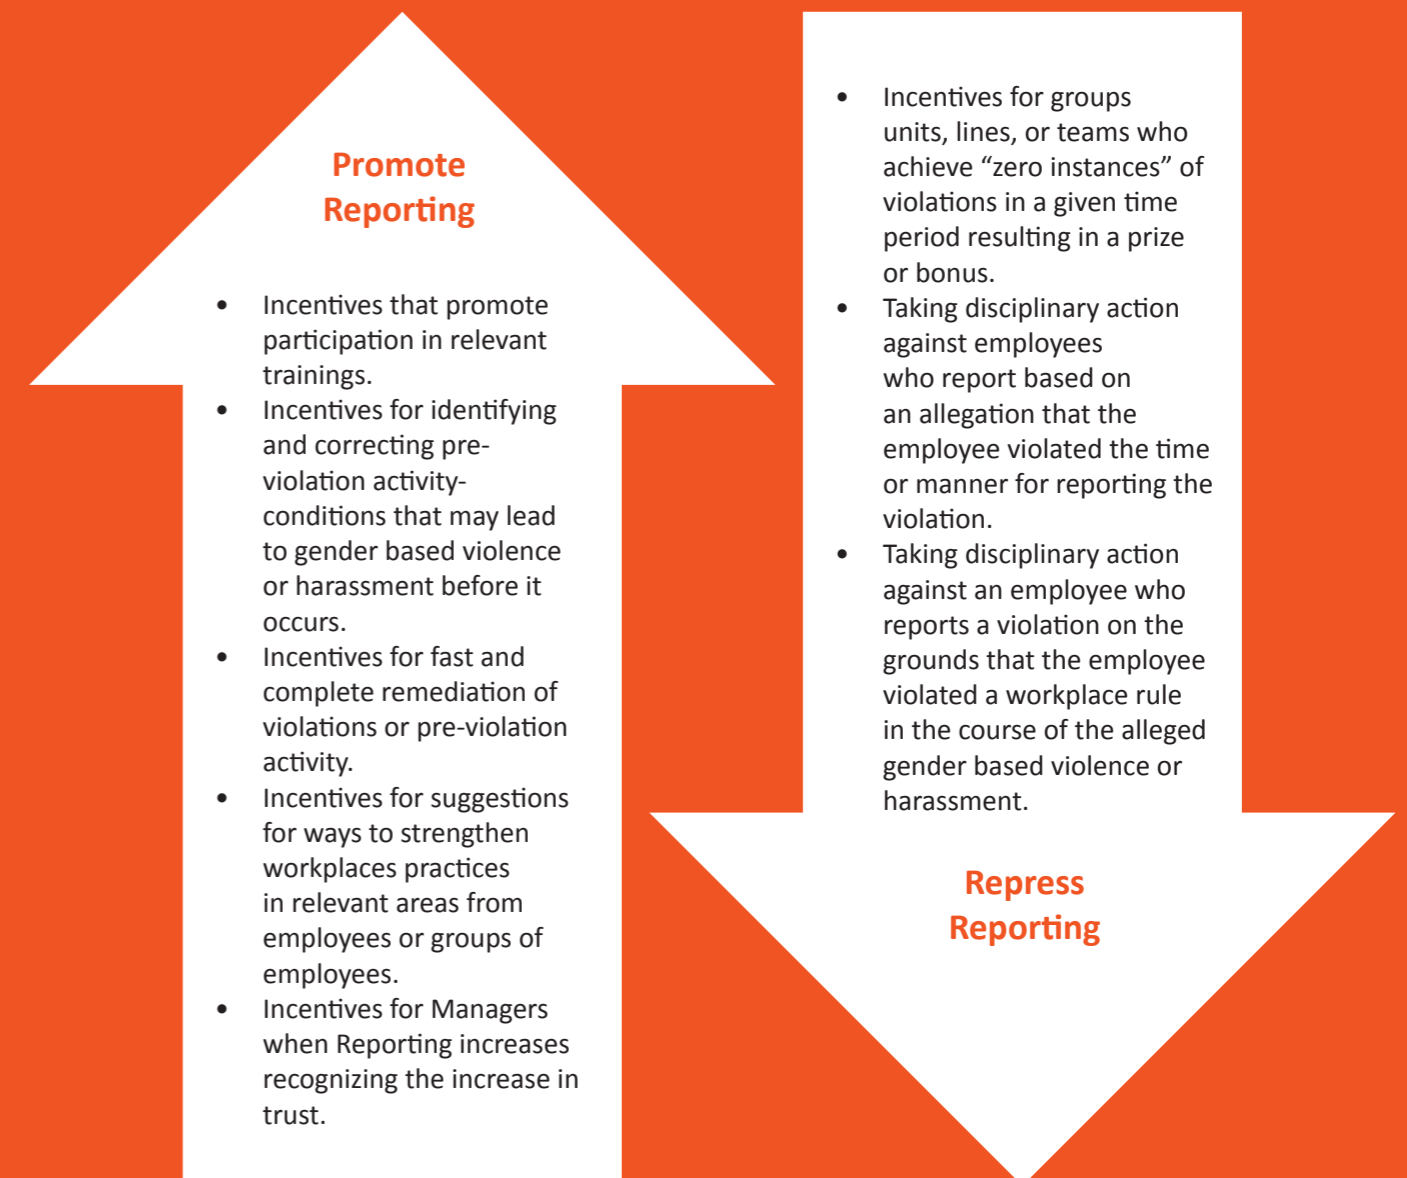 Promote
Reporting
• Incentives that promote
participation in relevant
trainings.
• Incentives for identifying
and correcting pre-
violation activity-
conditions that may lead
to gender based violence
or harassment before it
occurs.
• Incentives for fast and
complete remediation of
violations or pre-violation
activity.
• Incentives for suggestions
for ways to strengthen
workplaces practices
in relevant areas from
employees or groups of
employees.
• Incentives for Managers
when Reporting increases
recognizing the increase in
trust.
• Incentives for groups
units, lines, or teams who
achieve “zero instances” of
violations in a given time
period resulting in a prize
or bonus.
• Taking disciplinary action
against employees
who report based on
an allegation that the
employee violated the time
or manner for reporting the
violation.
• Taking disciplinary action
against an employee who
reports a violation on the
grounds that the employee
violated a workplace rule
in the course of the alleged
gender based violence or
harassment.
Repress
Reporting